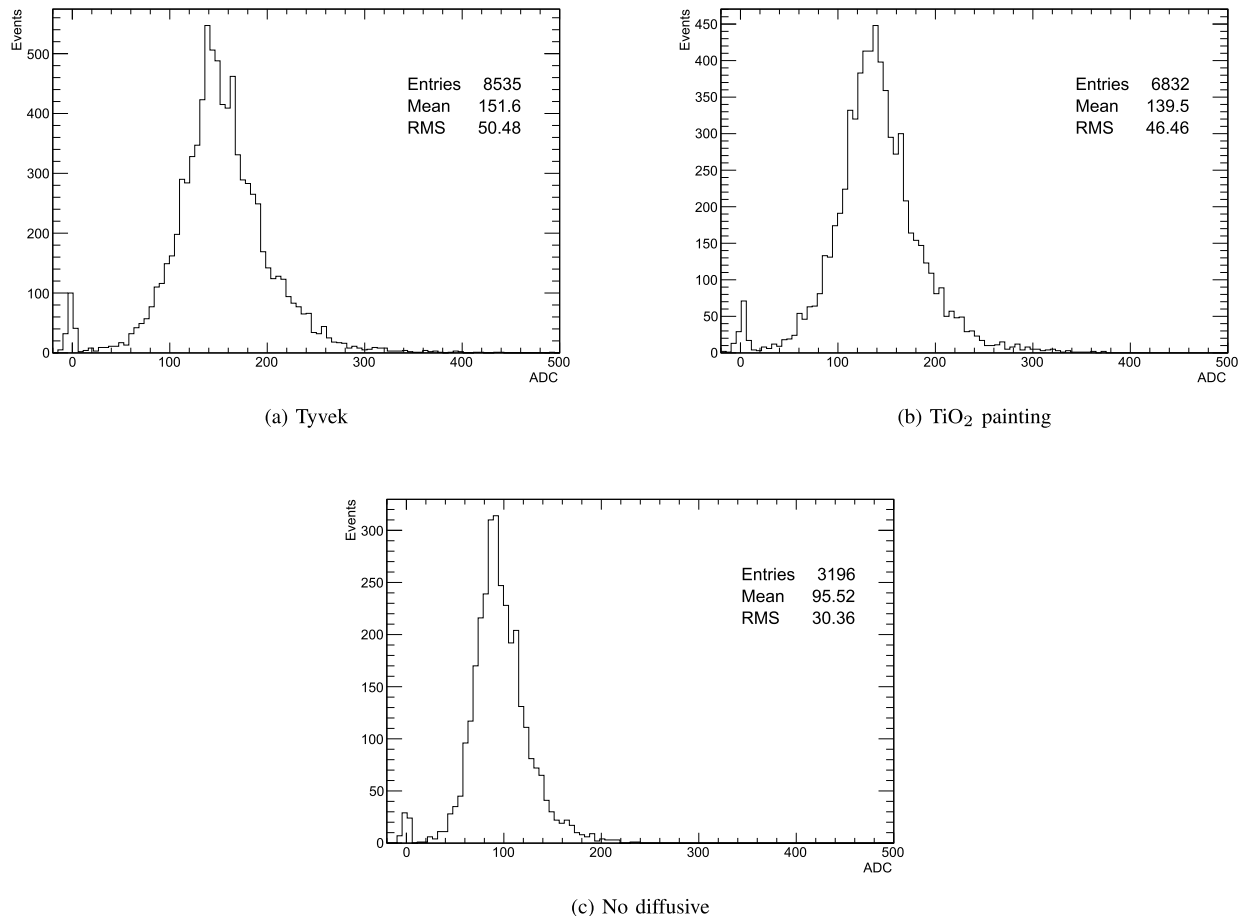 Events
500
400
300
200
100
0
Entries 8535
Mean 151.6
RMS 50.48
0 100 200 300 400 500
ADC
(a) Tyvek
Events
450
400
350
300
250
200
150
100
50
0
Entries 6832
Mean 139.5
RMS 46.46
0 100 200 300 400 500
ADC
(b) TiO₂ painting
Events
300
250
200
150
100
50
0
Entries 3196
Mean 95.52
RMS 30.36
0 100 200 300 400 500
ADC
(c) No diffusive